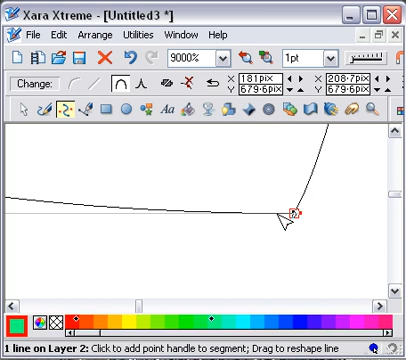 Xara Xtreme - [Untitled3 *]
File Edit Arrange Utilities Window Help
9000% 1pt
Change: X 181pix X 208·7pix
Y 679·6pix Y 679·6pix
Aa
1 line on Layer 2: Click to add point handle to segment; Drag to reshape line